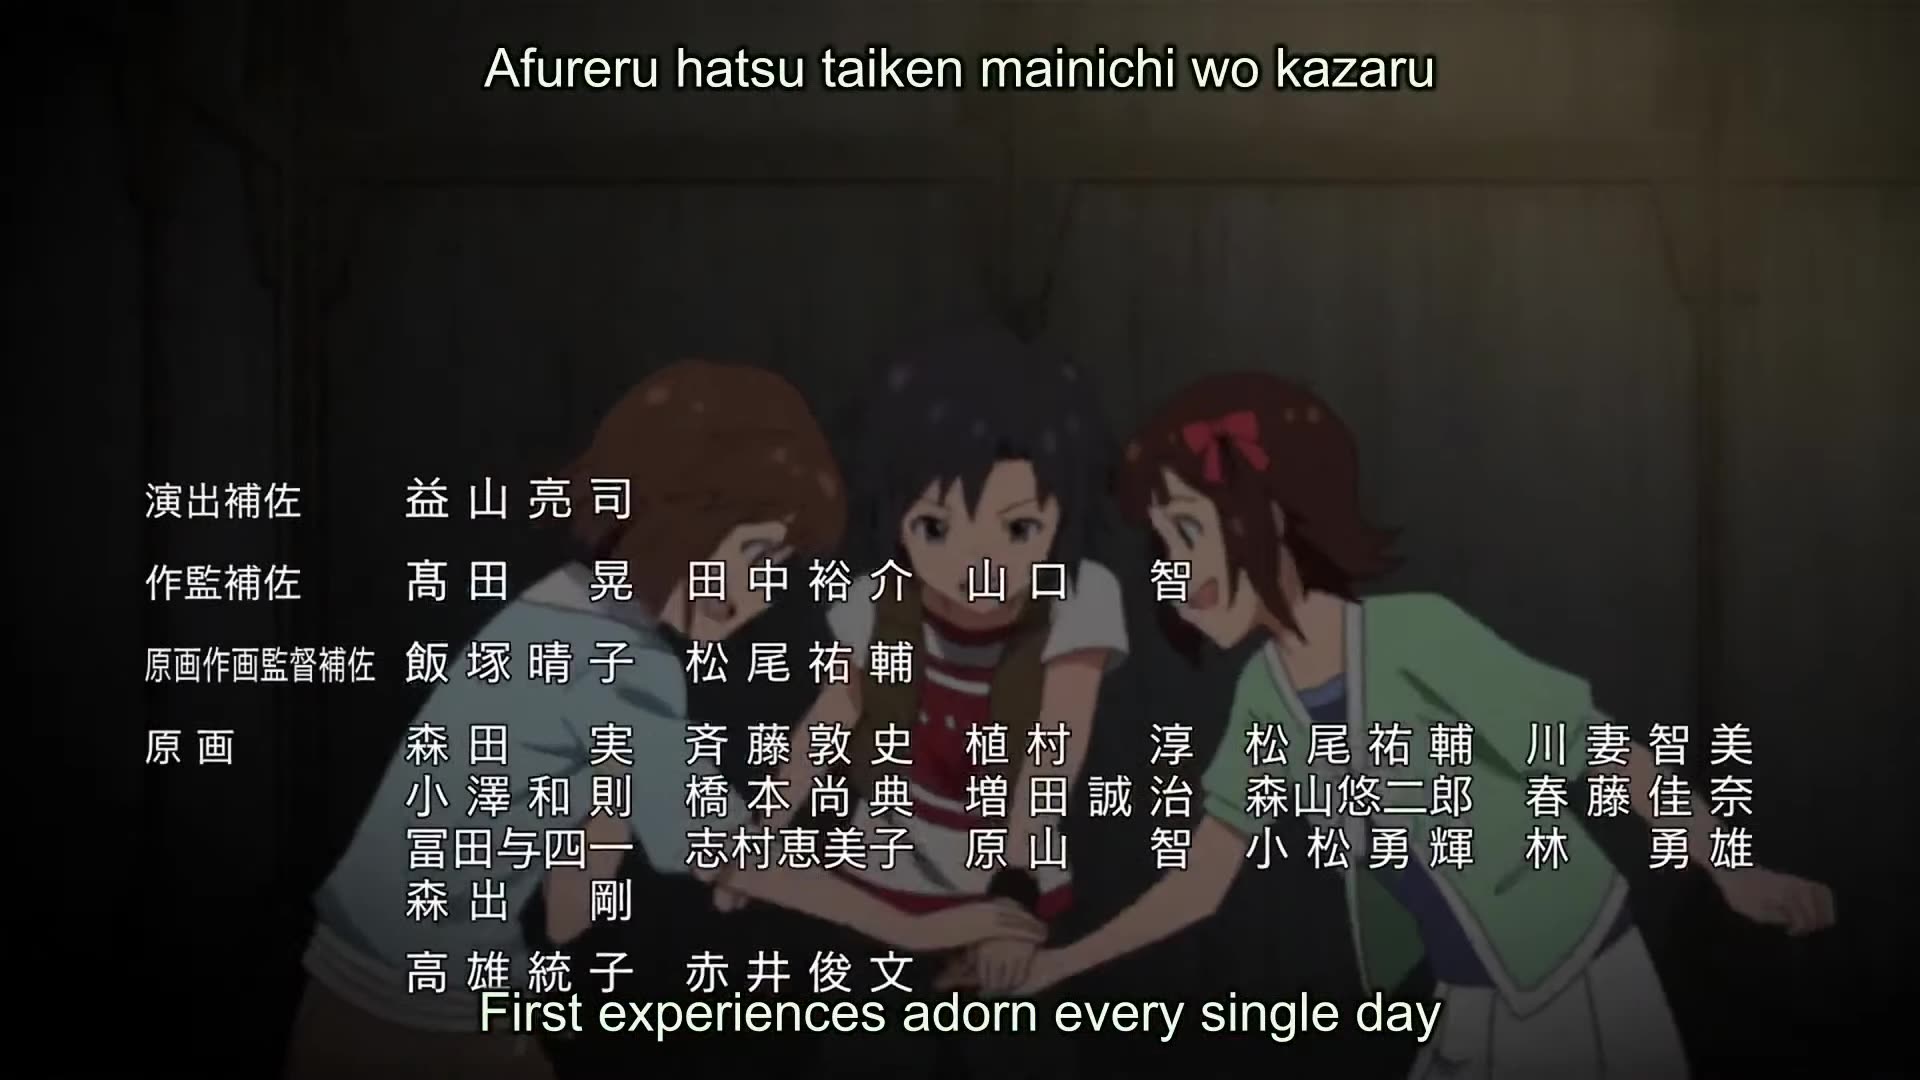 Afureru hatsu taiken mainichi wo kazaru
演出補佐 益山亮司
作監補佐 髙田 晃 田中裕介 山口 智
原画作画監督補佐 飯塚晴子 松尾祐輔
原画 森田 実 斉藤敦史 植村 淳 松尾祐輔 川妻智美
小澤和則 橋本尚典 増田誠治 森山悠二郎 春藤佳奈
冨田与四一 志村恵美子 原山 智 小松勇輝 林 勇雄
森出 剛
高雄統子 赤井俊文
First experiences adorn every single day